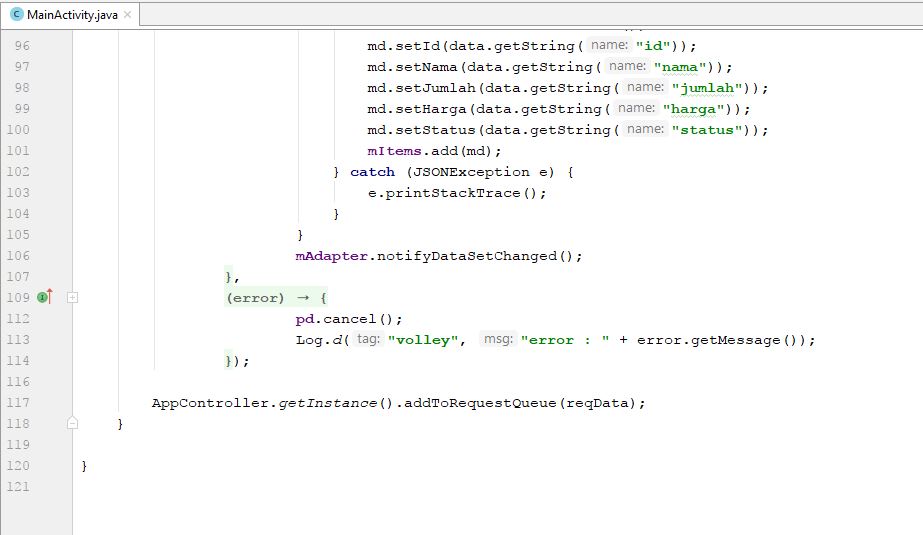 MainActivity.java
96 md.setId(data.getString( name: "id"));
97 md.setNama(data.getString( name: "nama"));
98 md.setJumlah(data.getString( name: "jumlah"));
99 md.setHarga(data.getString( name: "harga"));
100 md.setStatus(data.getString( name: "status"));
101 mItems.add(md);
102 } catch (JSONException e) {
103 e.printStackTrace();
104 }
105 }
106 mAdapter.notifyDataSetChanged();
107 },
109 (error) → {
112 pd.cancel();
113 Log.d( tag: "volley", msg: "error : " + error.getMessage());
114 });
116
117 AppController.getInstance().addToRequestQueue(reqData);
118 }
119
120 }
121